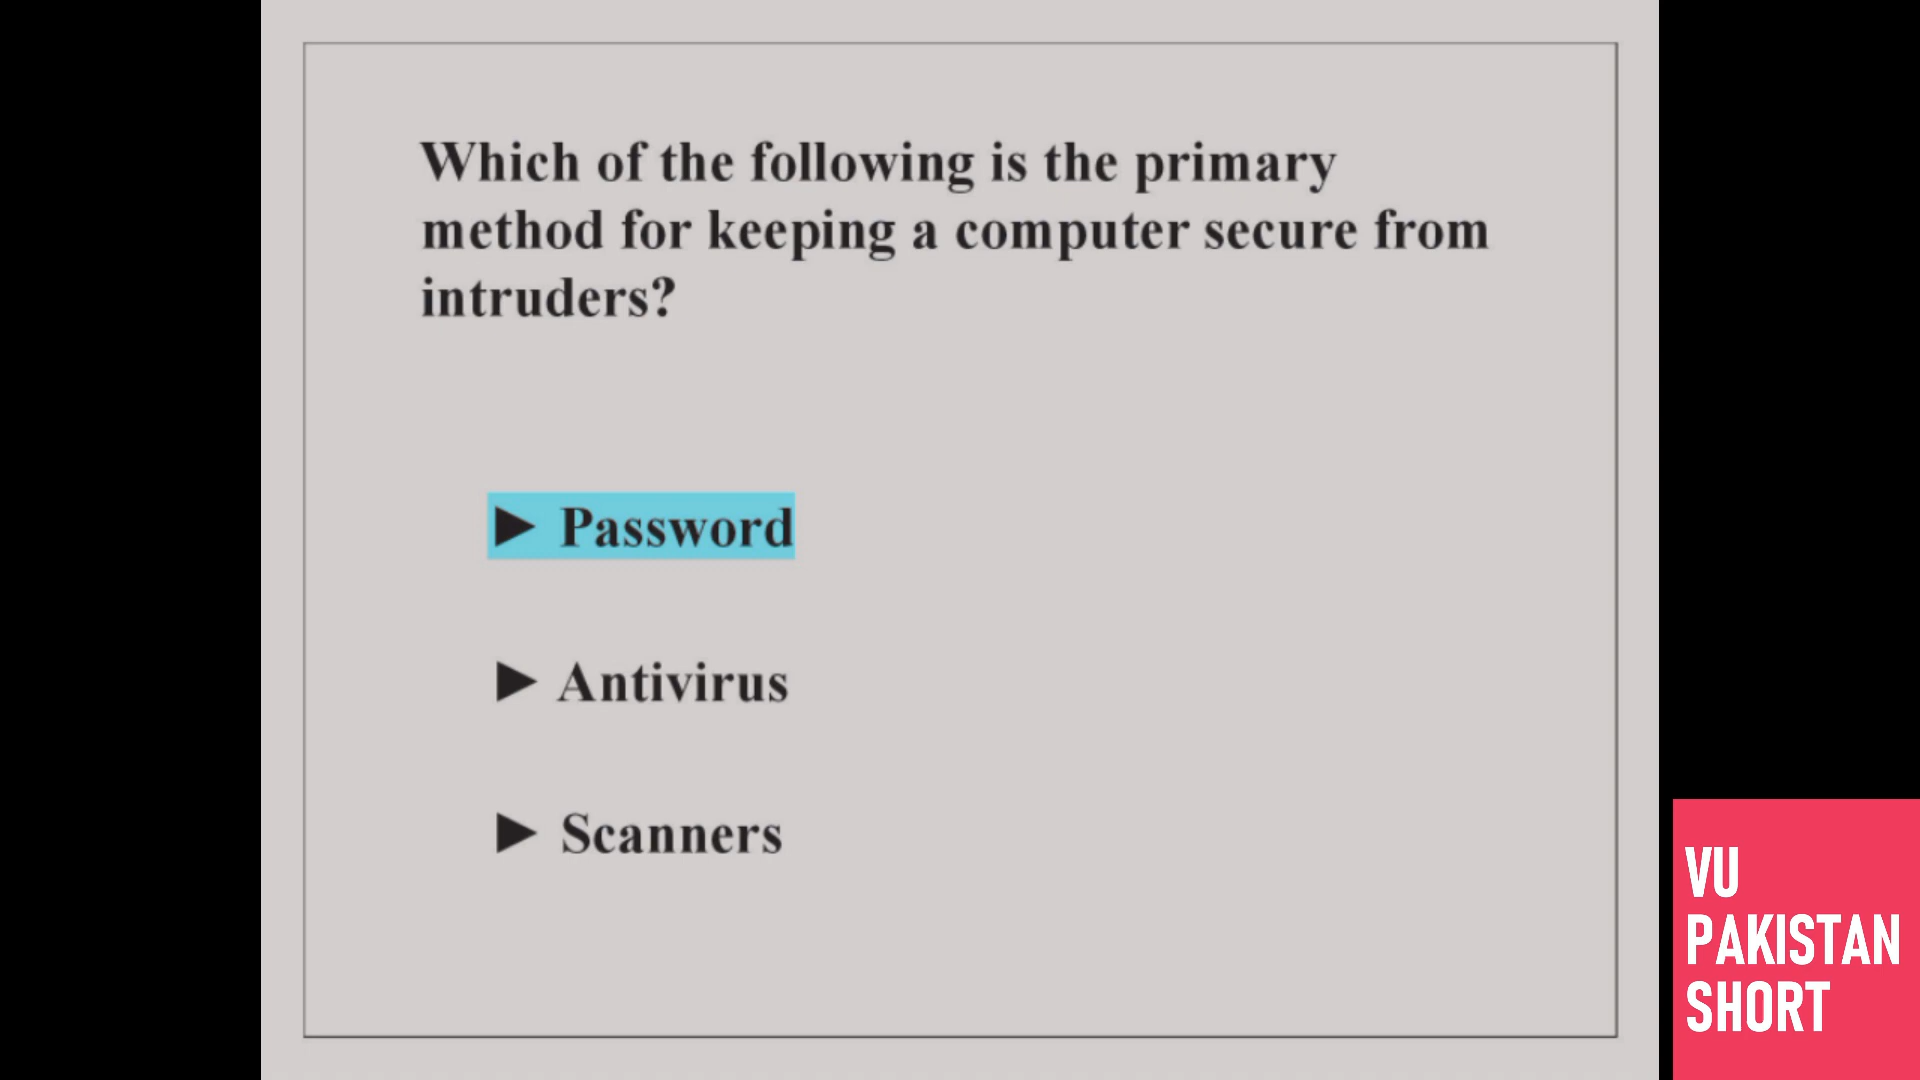 Which of the following is the primary
method for keeping a computer secure from
intruders?
► Password
► Antivirus
► Scanners
VU
PAKISTAN
SHORT